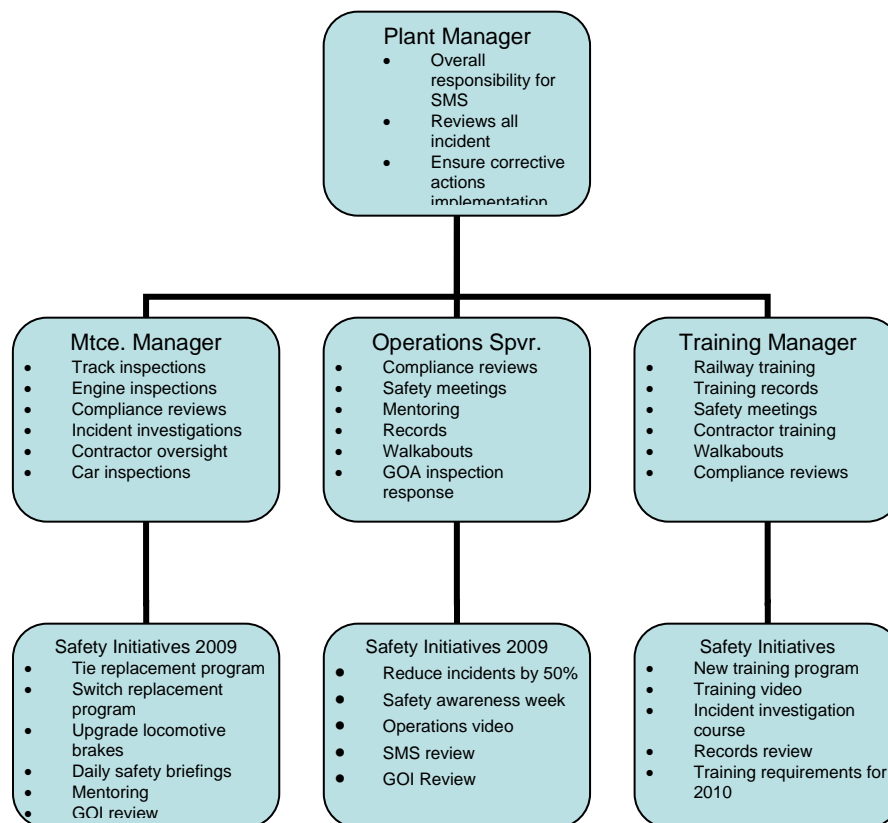 Plant Manager
• Overall
responsibility for
SMS
• Reviews all
incident
• Ensure corrective
actions
implementation
Mtce. Manager
• Track inspections
• Engine inspections
• Compliance reviews
• Incident investigations
• Contractor oversight
• Car inspections
Operations Spvr.
• Compliance reviews
• Safety meetings
• Mentoring
• Records
• Walkabouts
• GOA inspection
response
Training Manager
• Railway training
• Training records
• Safety meetings
• Contractor training
• Walkabouts
• Compliance reviews
Safety Initiatives 2009
• Tie replacement program
• Switch replacement
program
• Upgrade locomotive
brakes
• Daily safety briefings
• Mentoring
• GOI review
Safety Initiatives 2009
• Reduce incidents by 50%
• Safety awareness week
• Operations video
• SMS review
• GOI Review
Safety Initiatives
• New training program
• Training video
• Incident investigation
course
• Records review
• Training requirements for
2010